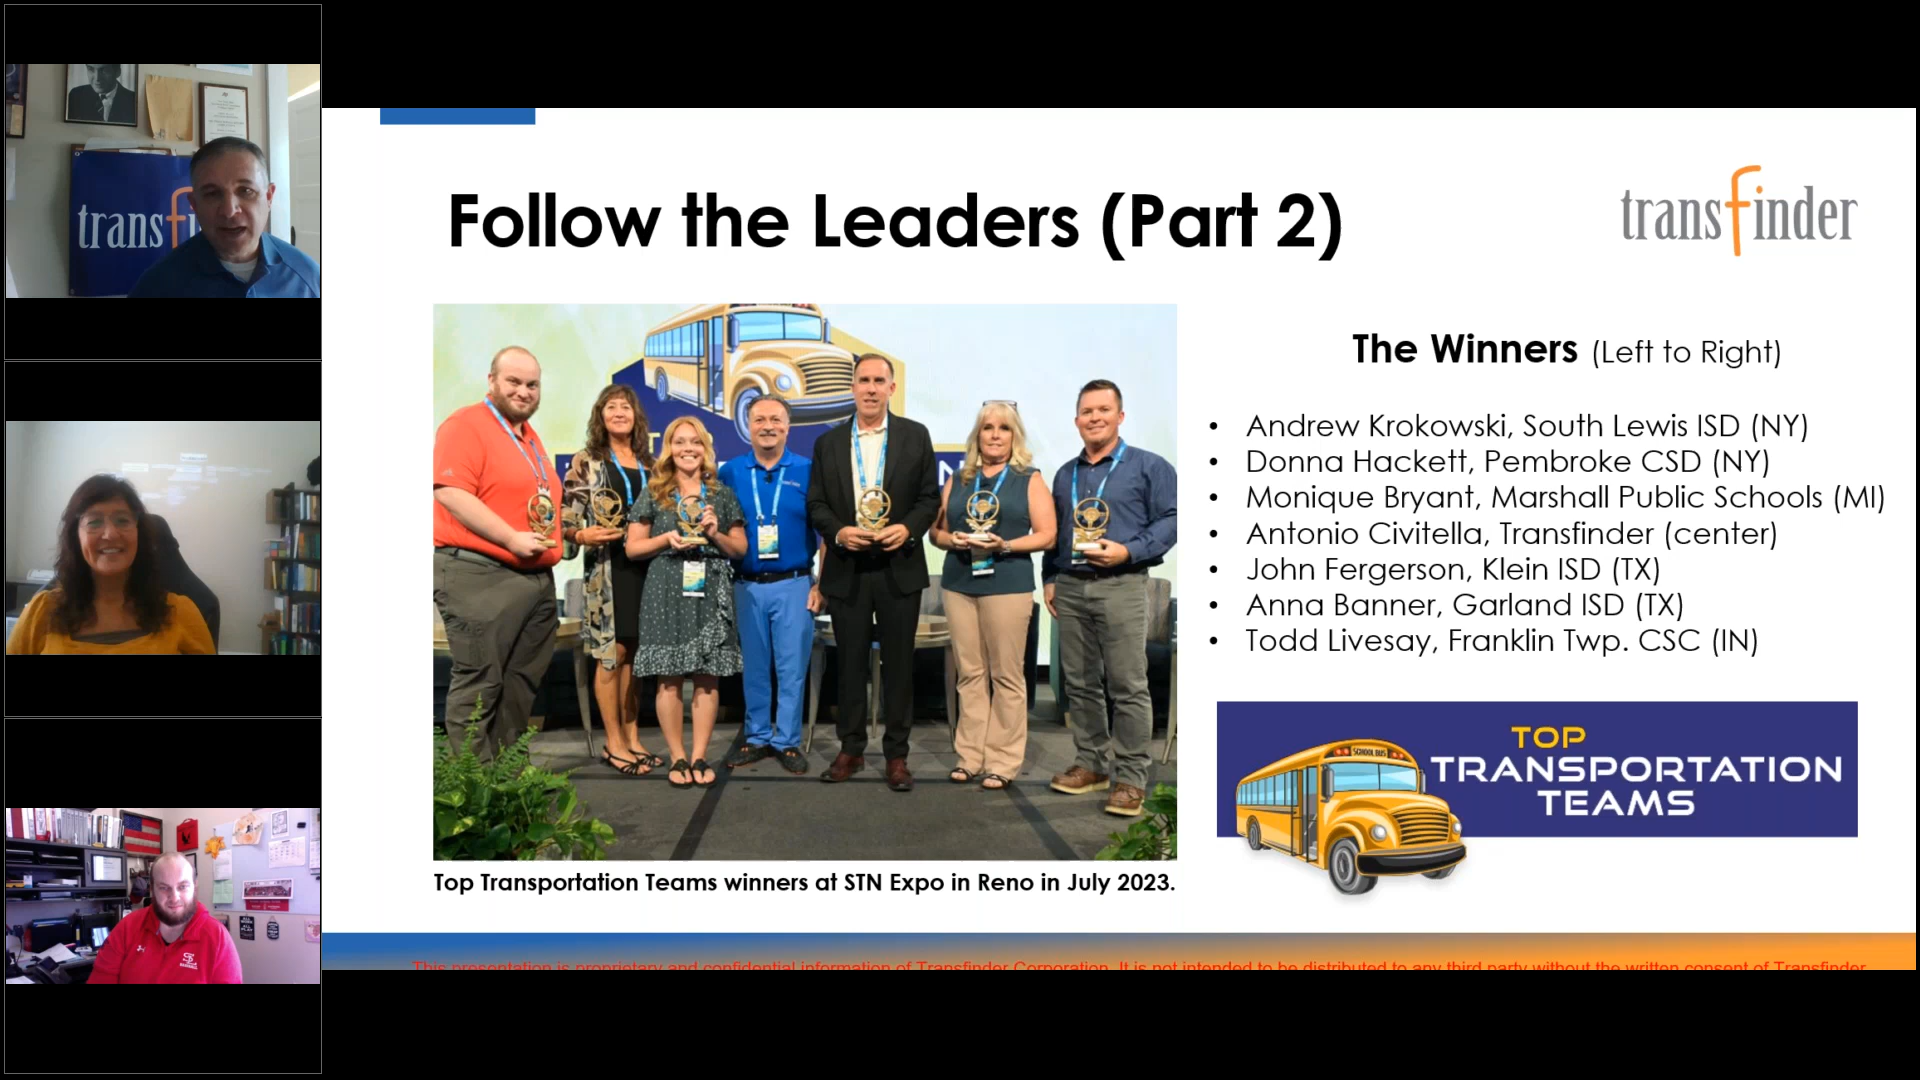 Follow the Leaders (Part 2)
transfinder
The Winners (Left to Right)
• Andrew Krokowski, South Lewis ISD (NY)
• Donna Hackett, Pembroke CSD (NY)
• Monique Bryant, Marshall Public Schools (MI)
• Antonio Civitella, Transfinder (center)
• John Fergerson, Klein ISD (TX)
• Anna Banner, Garland ISD (TX)
• Todd Livesay, Franklin Twp. CSC (IN)
SCHOOL BUS
TOP
TRANSPORTATION
TEAMS
Top Transportation Teams winners at STN Expo in Reno in July 2023.
This presentation is proprietary and confidential information of Transfinder Corporation. It is not intended to be distributed to any third party without the written consent of Transfinder